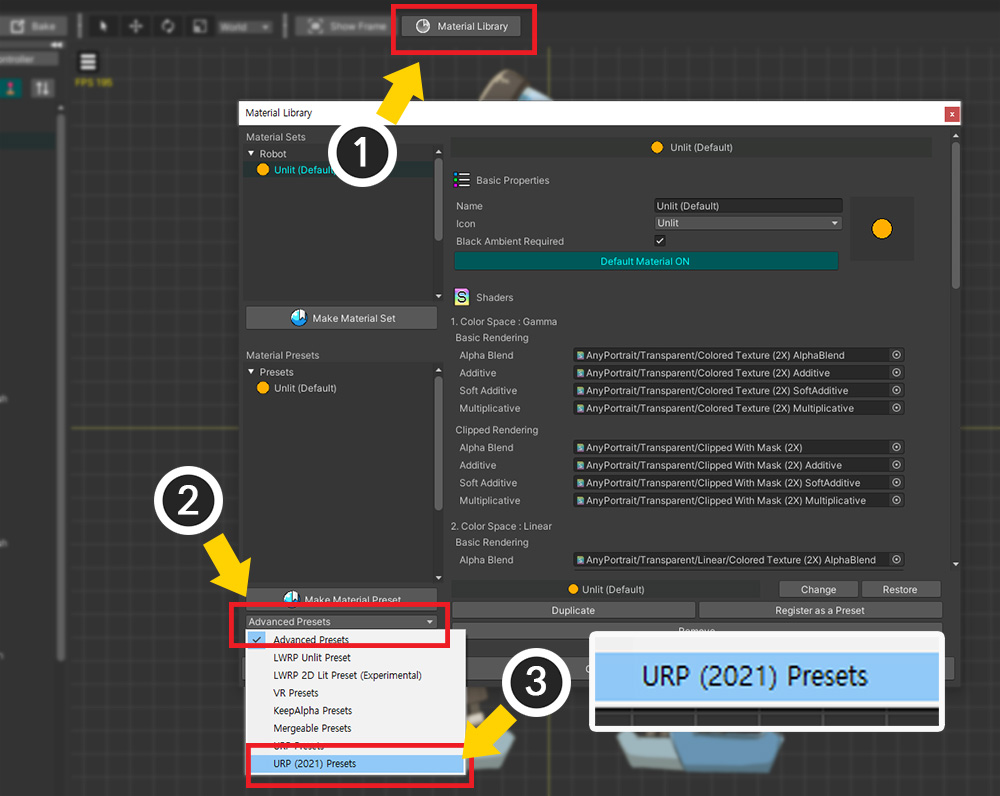 Bake
World
Show Frame
Material Library
FPS 195
Material Library
x
Material Sets
Robot
Unlit (Default)
1
Make Material Set
Material Presets
Presets
Unlit (Default)
2
Make Material Preset
Advanced Presets
Advanced Presets
LWRP Unlit Preset
LWRP 2D Lit Preset (Experimental)
VR Presets
KeepAlpha Presets
Mergeable Presets
URP Presets
URP (2021) Presets
3
Unlit (Default)
Basic Properties
Name Unlit (Default)
Icon Unlit
Black Ambient Required
Default Material ON
S Shaders
1. Color Space : Gamma
Basic Rendering
Alpha Blend AnyPortrait/Transparent/Colored Texture (2X) AlphaBlend
Additive AnyPortrait/Transparent/Colored Texture (2X) Additive
Soft Additive AnyPortrait/Transparent/Colored Texture (2X) SoftAdditive
Multiplicative AnyPortrait/Transparent/Colored Texture (2X) Multiplicative
Clipped Rendering
Alpha Blend AnyPortrait/Transparent/Clipped With Mask (2X)
Additive AnyPortrait/Transparent/Clipped With Mask (2X) Additive
Soft Additive AnyPortrait/Transparent/Clipped With Mask (2X) SoftAdditive
Multiplicative AnyPortrait/Transparent/Clipped With Mask (2X) Multiplicative
2. Color Space : Linear
Basic Rendering
Alpha Blend AnyPortrait/Transparent/Linear/Colored Texture (2X) AlphaBlend
Unlit (Default) Change Restore
Duplicate Register as a Preset
Remove
URP (2021) Presets